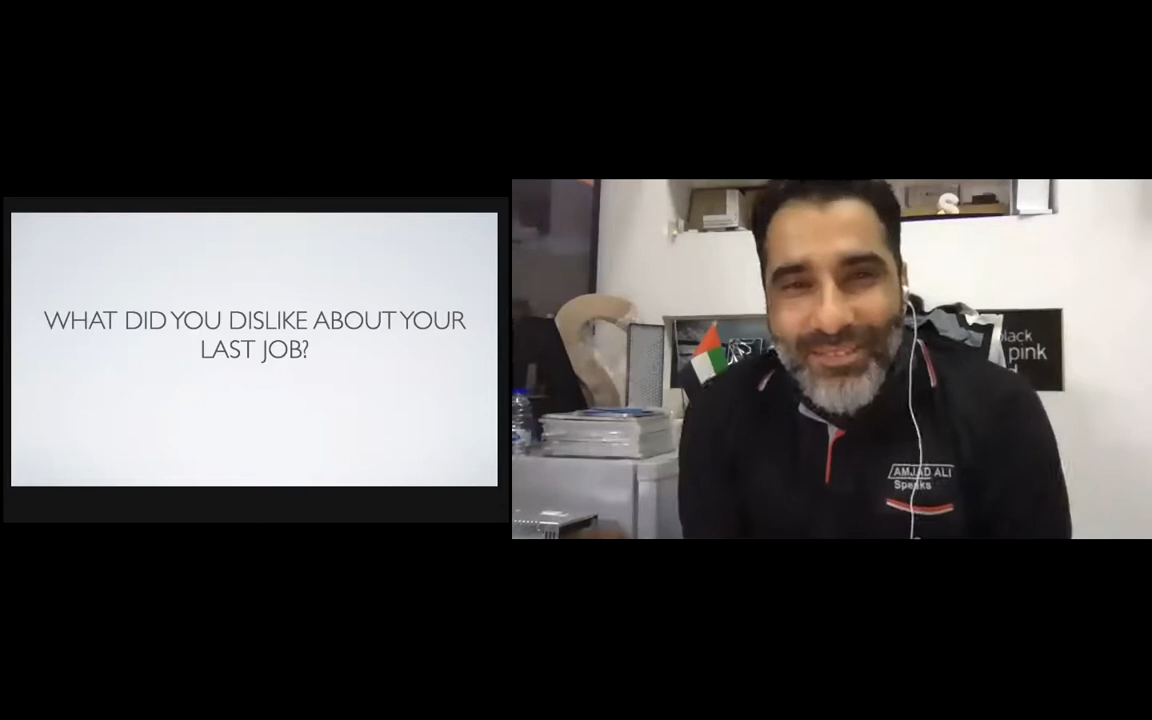 WHAT DID YOU DISLIKE ABOUT YOUR
LAST JOB?
black
pink
AMJAD ALI
Speaks